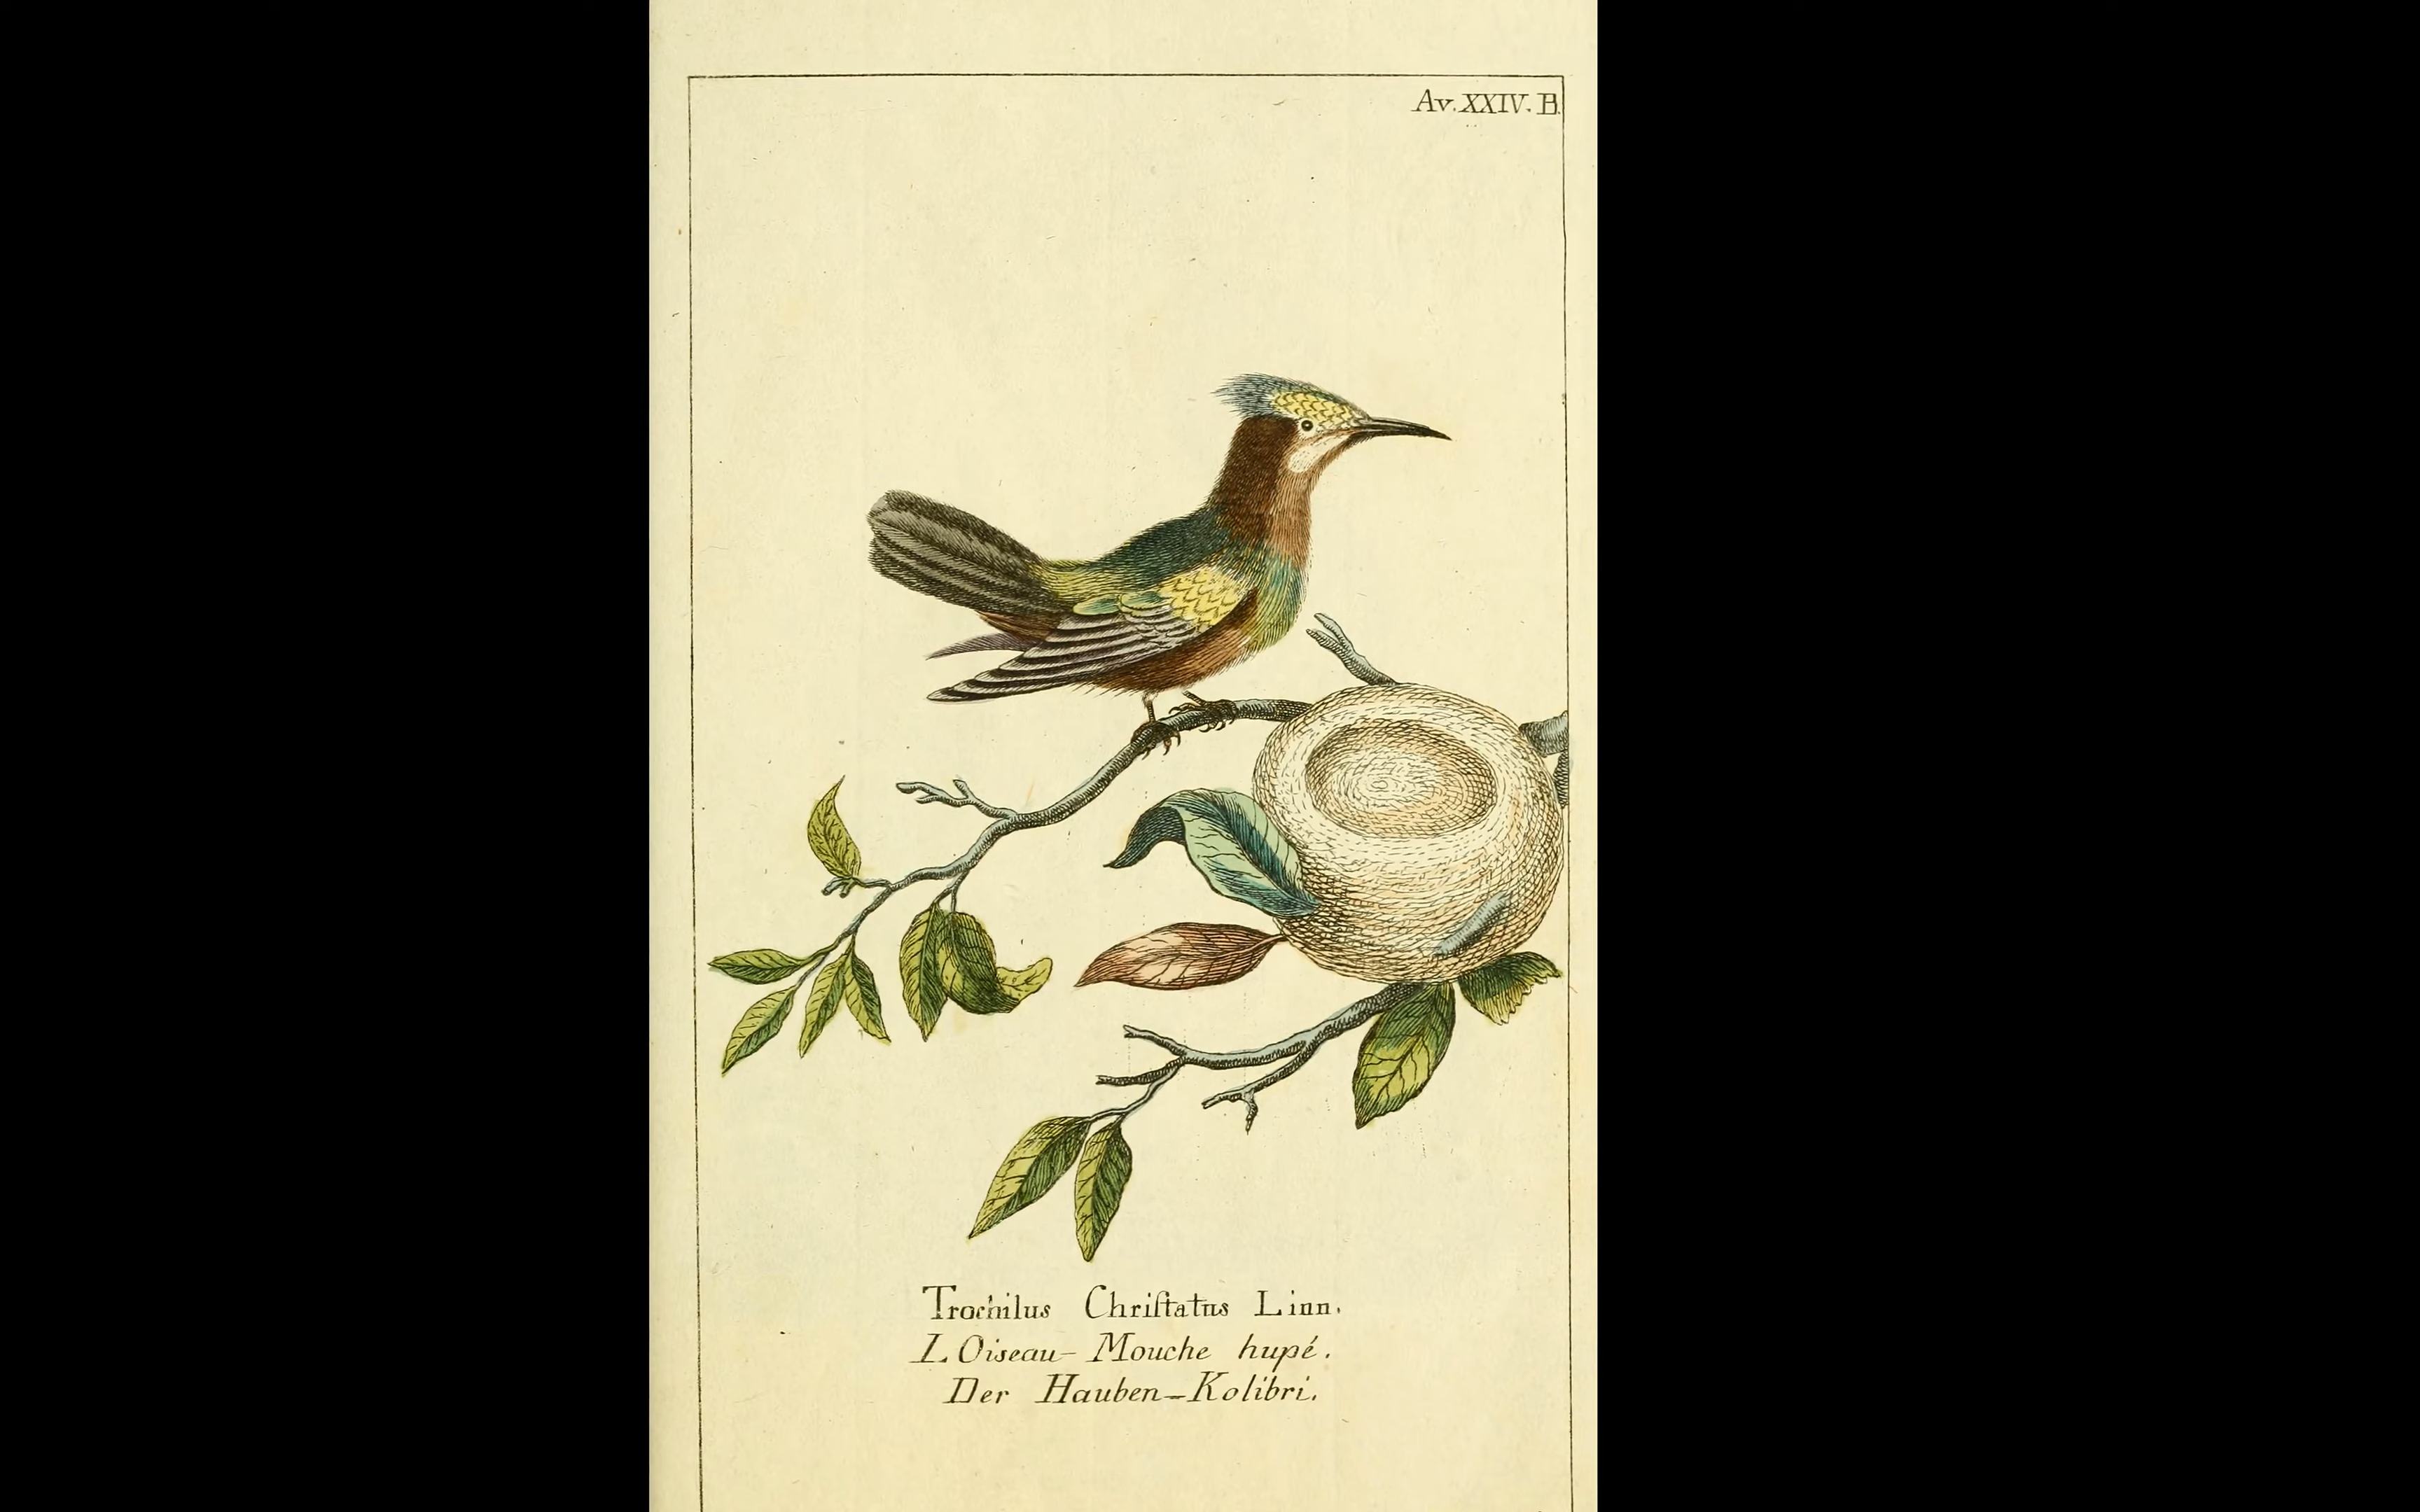 Av. XXIV. B.
Trochilus Chriſtatus Linn.
L Oiseau-Mouche hupé.
Der Hauben-Kolibri.